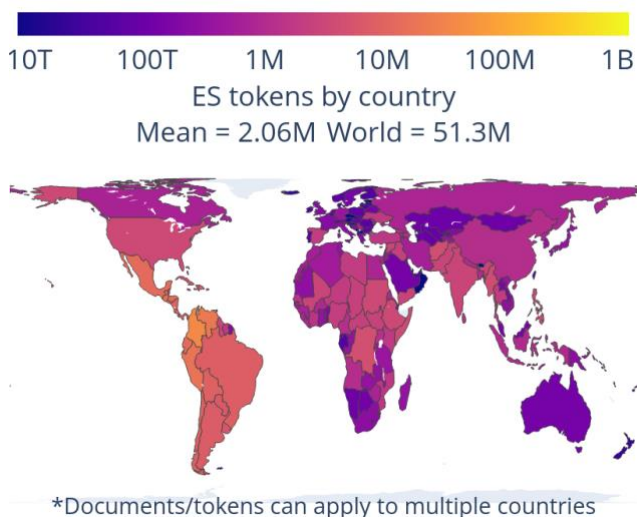 10T 100T 1M 10M 100M 1B
ES tokens by country
Mean = 2.06M World = 51.3M
*Documents/tokens can apply to multiple countries